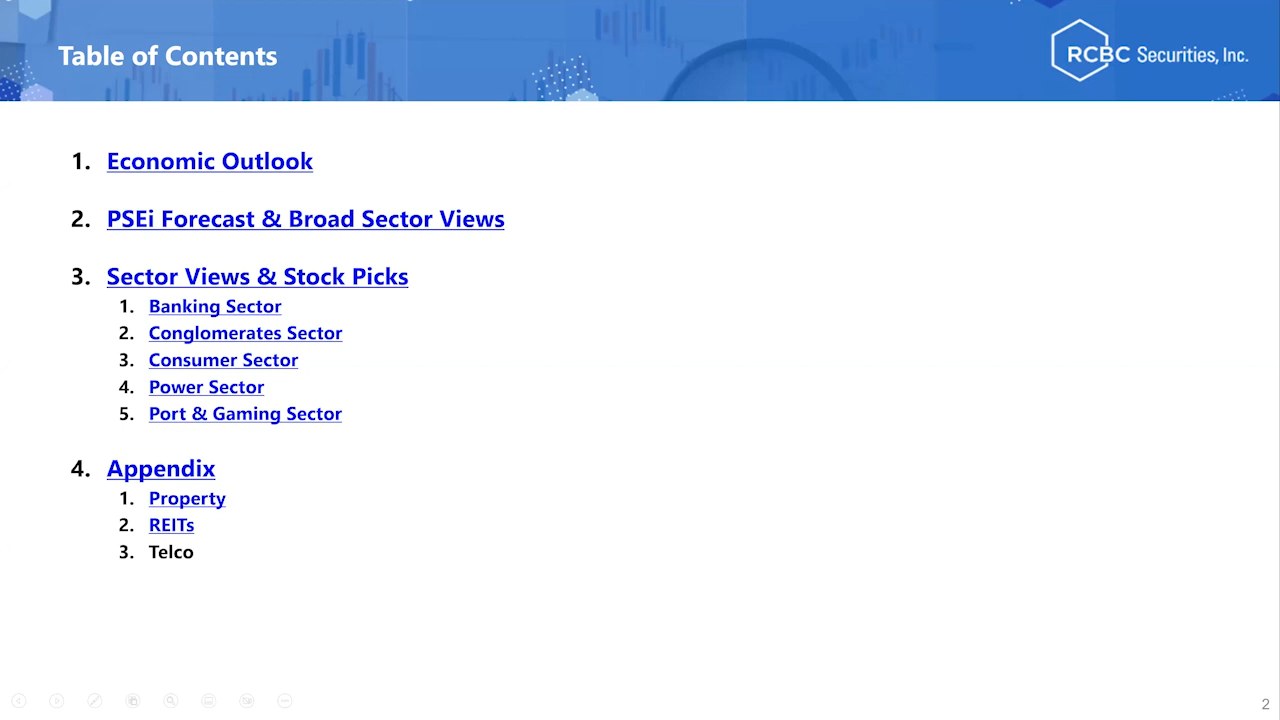 Table of Contents
RCBC Securities, Inc.
1. Economic Outlook
2. PSEi Forecast & Broad Sector Views
3. Sector Views & Stock Picks
1. Banking Sector
2. Conglomerates Sector
3. Consumer Sector
4. Power Sector
5. Port & Gaming Sector
4. Appendix
1. Property
2. REITs
3. Telco
2